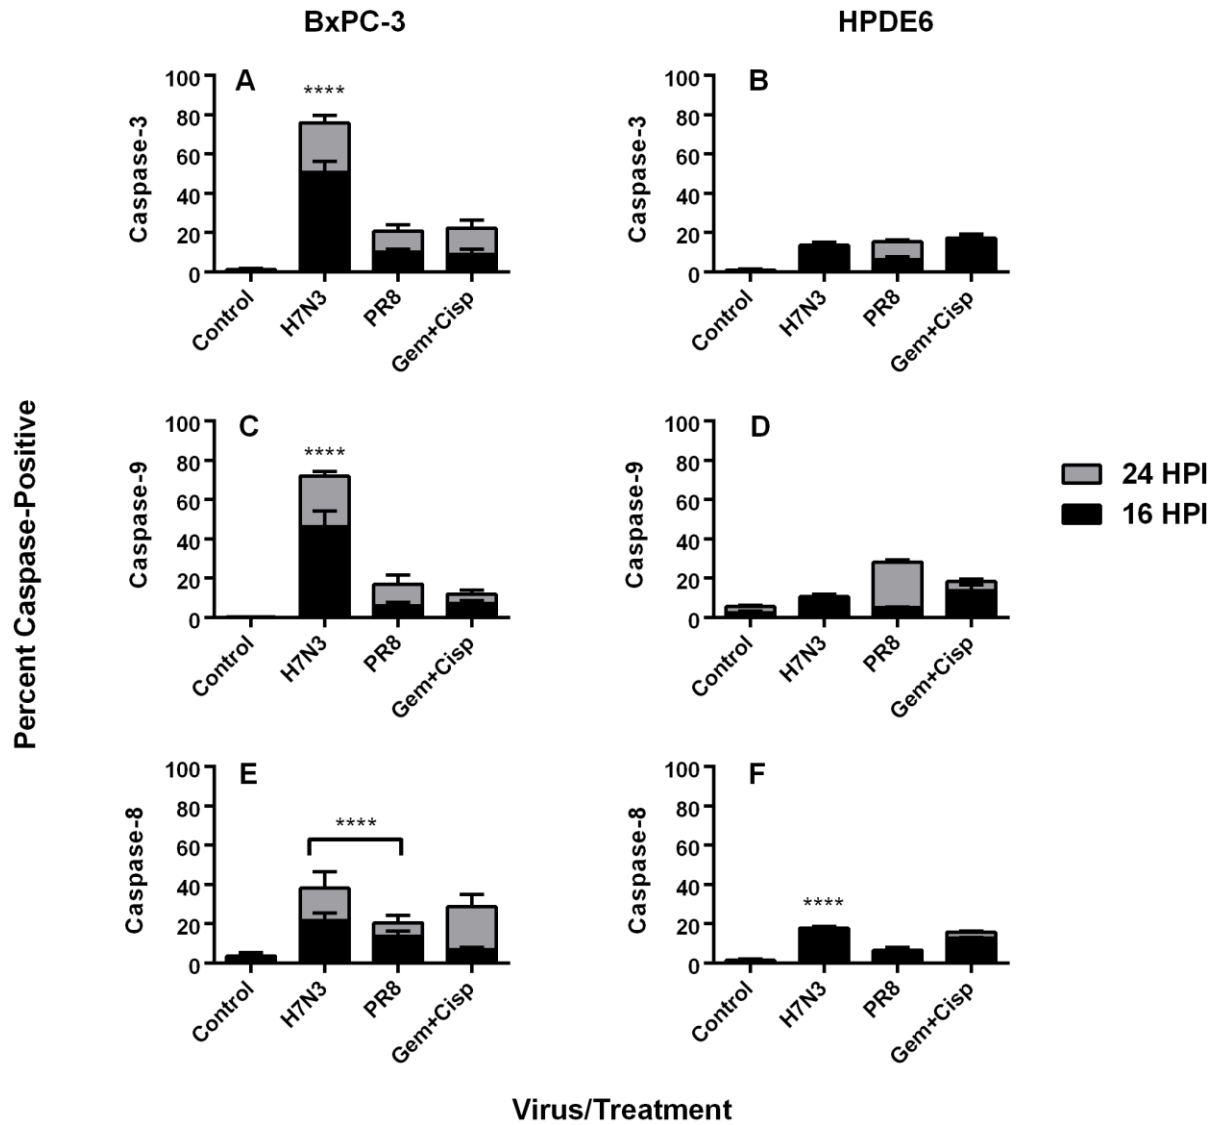 BxPC-3
HPDE6
A
****
100
80
60
40
20
0
Caspase-3
Control
H7N3
PR8
Gem+Cisp
B
100
80
60
40
20
0
Caspase-3
Control
H7N3
PR8
Gem+Cisp
Percent Caspase-Positive
C
****
100
80
60
40
20
0
Caspase-9
Control
H7N3
PR8
Gem+Cisp
D
100
80
60
40
20
0
Caspase-9
Control
H7N3
PR8
Gem+Cisp
24 HPI
16 HPI
E
****
100
80
60
40
20
0
Caspase-8
Control
H7N3
PR8
Gem+Cisp
F
****
100
80
60
40
20
0
Caspase-8
Control
H7N3
PR8
Gem+Cisp
Virus/Treatment